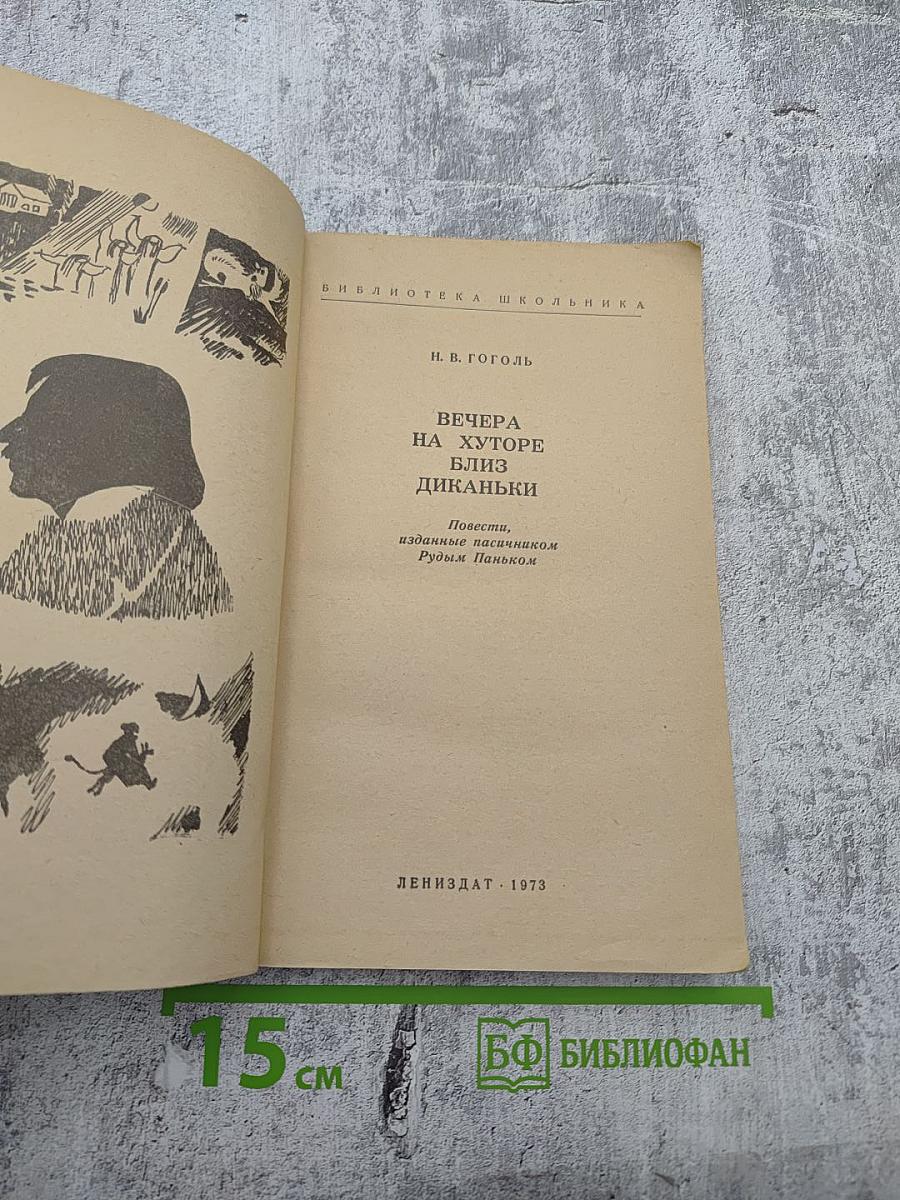 БИБЛИОТЕКА ШКОЛЬНИКА
Н. В. ГОГОЛЬ
ВЕЧЕРА
НА ХУТОРЕ
БЛИЗ
ДИКАНЬКИ
Повести,
изданные пасичником
Рудым Паньком
ЛЕНИЗДАТ · 1973
15 см
БФ БИБЛИОФАН